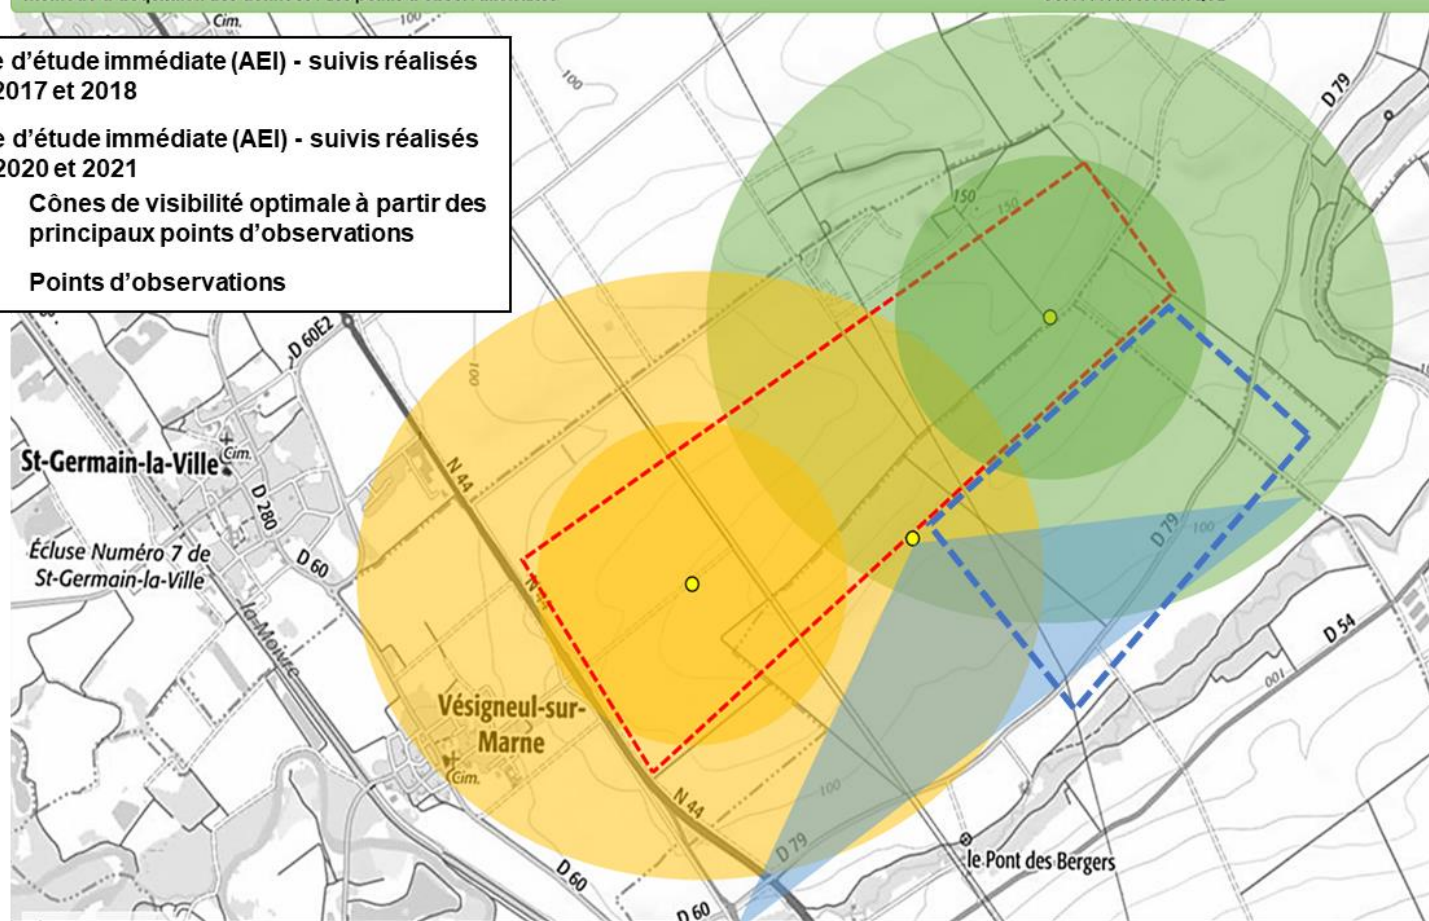 Cim.
100
e d'étude immédiate (AEI) - suivis réalisés
2017 et 2018
e d'étude immédiate (AEI) - suivis réalisés
2020 et 2021
Cônes de visibilité optimale à partir des
principaux points d'observations
Points d'observations
100
D 79
150
150
D 60E2
100
St-Germain-la-Ville
Cim.
N 44
D 280
Écluse Numéro 7 de
St-Germain-la-Ville
D 60
N 44
la Moivre
D 79
100
D 54
100
Vésigneul-sur-
Marne
Cim.
N 44
100
D 79
le Pont des Bergers
D 60
D 60